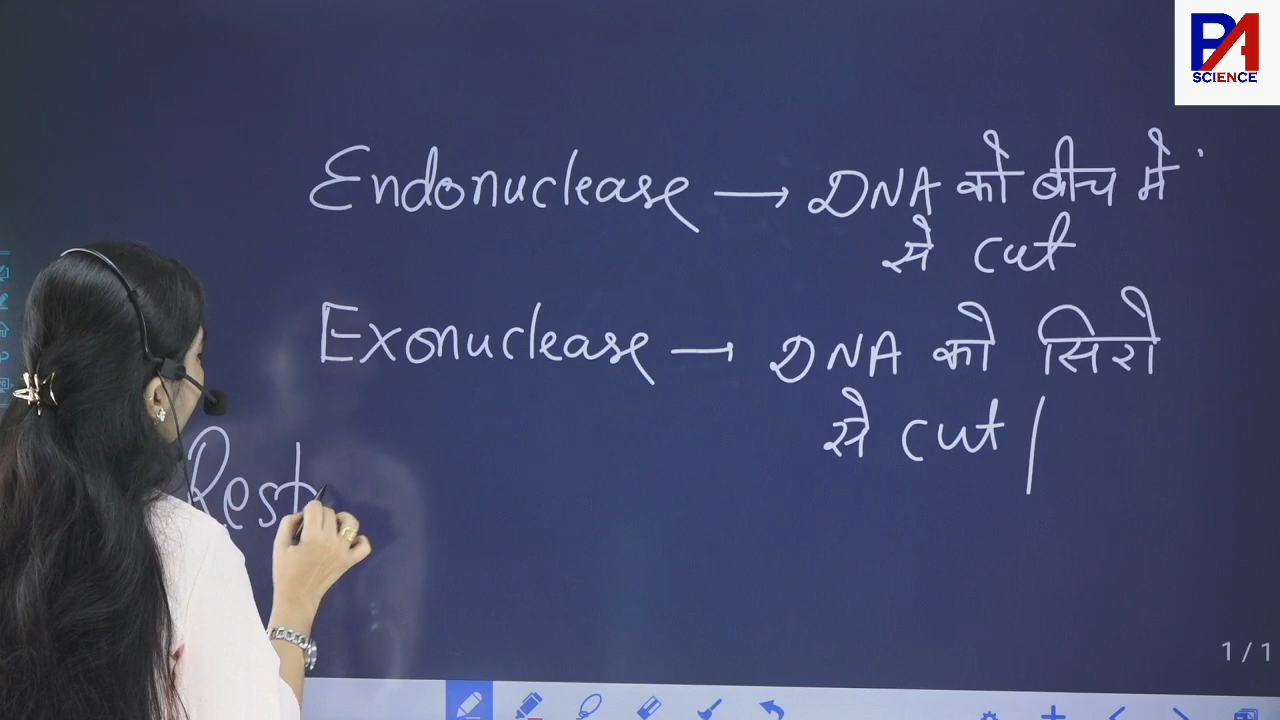 PA
SCIENCE
Endonuclease → DNA को बीच में
से cut
Exonuclease → DNA को सिरो
से cut |
Rest
1 / 1